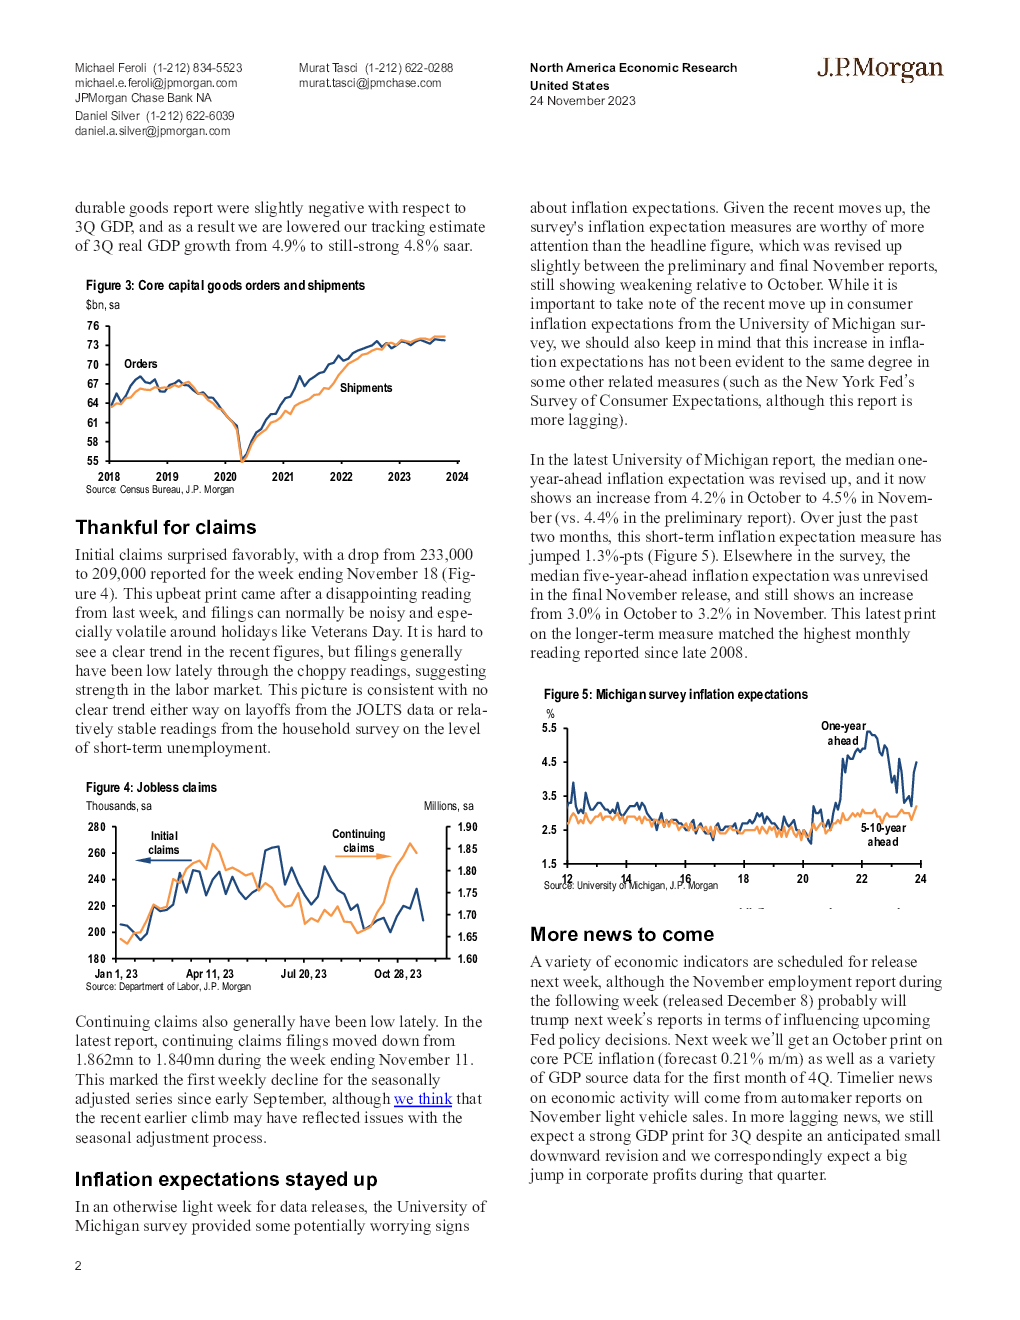 Michael Feroli (1-212) 834-5523
michael.e.feroli@jpmorgan.com
JPMorgan Chase Bank NA
Daniel Silver (1-212) 622-6039
daniel.a.silver@jpmorgan.com
Murat Tasci (1-212) 622-0288
murat.tasci@jpmchase.com
North America Economic Research
United States
24 November 2023
J.P.Morgan
durable goods report were slightly negative with respect to
3Q GDP, and as a result we are lowered our tracking estimate
of 3Q real GDP growth from 4.9% to still-strong 4.8% saar.
Figure 3: Core capital goods orders and shipments
$bn, sa
76
73
70
67
64
61
58
55
Orders
Shipments
2018 2019 2020 2021 2022 2023 2024
Source: Census Bureau, J.P. Morgan
Thankful for claims
Initial claims surprised favorably, with a drop from 233,000
to 209,000 reported for the week ending November 18 (Fig-
ure 4). This upbeat print came after a disappointing reading
from last week, and filings can normally be noisy and espe-
cially volatile around holidays like Veterans Day. It is hard to
see a clear trend in the recent figures, but filings generally
have been low lately through the choppy readings, suggesting
strength in the labor market. This picture is consistent with no
clear trend either way on layoffs from the JOLTS data or rela-
tively stable readings from the household survey on the level
of short-term unemployment.
Figure 4: Jobless claims
Thousands, sa
Millions, sa
280
260
240
220
200
180
Initial
claims
Continuing
claims
1.90
1.85
1.80
1.75
1.70
1.65
1.60
Jan 1, 23 Apr 11, 23 Jul 20, 23 Oct 28, 23
Source: Department of Labor, J.P. Morgan
Continuing claims also generally have been low lately. In the
latest report, continuing claims filings moved down from
1.862mn to 1.840mn during the week ending November 11.
This marked the first weekly decline for the seasonally
adjusted series since early September, although we think that
the recent earlier climb may have reflected issues with the
seasonal adjustment process.
Inflation expectations stayed up
In an otherwise light week for data releases, the University of
Michigan survey provided some potentially worrying signs
about inflation expectations. Given the recent moves up, the
survey's inflation expectation measures are worthy of more
attention than the headline figure, which was revised up
slightly between the preliminary and final November reports,
still showing weakening relative to October. While it is
important to take note of the recent move up in consumer
inflation expectations from the University of Michigan sur-
vey, we should also keep in mind that this increase in infla-
tion expectations has not been evident to the same degree in
some other related measures (such as the New York Fed’s
Survey of Consumer Expectations, although this report is
more lagging).
In the latest University of Michigan report, the median one-
year-ahead inflation expectation was revised up, and it now
shows an increase from 4.2% in October to 4.5% in Novem-
ber (vs. 4.4% in the preliminary report). Over just the past
two months, this short-term inflation expectation measure has
jumped 1.3%-pts (Figure 5). Elsewhere in the survey, the
median five-year-ahead inflation expectation was unrevised
in the final November release, and still shows an increase
from 3.0% in October to 3.2% in November. This latest print
on the longer-term measure matched the highest monthly
reading reported since late 2008.
Figure 5: Michigan survey inflation expectations
%
5.5
4.5
3.5
2.5
1.5
One-year
ahead
5-10-year
ahead
12 14 16 18 20 22 24
Source: University of Michigan, J.P. Morgan
More news to come
A variety of economic indicators are scheduled for release
next week, although the November employment report during
the following week (released December 8) probably will
trump next week’s reports in terms of influencing upcoming
Fed policy decisions. Next week we’ll get an October print on
core PCE inflation (forecast 0.21% m/m) as well as a variety
of GDP source data for the first month of 4Q. Timelier news
on economic activity will come from automaker reports on
November light vehicle sales. In more lagging news, we still
expect a strong GDP print for 3Q despite an anticipated small
downward revision and we correspondingly expect a big
jump in corporate profits during that quarter.
2